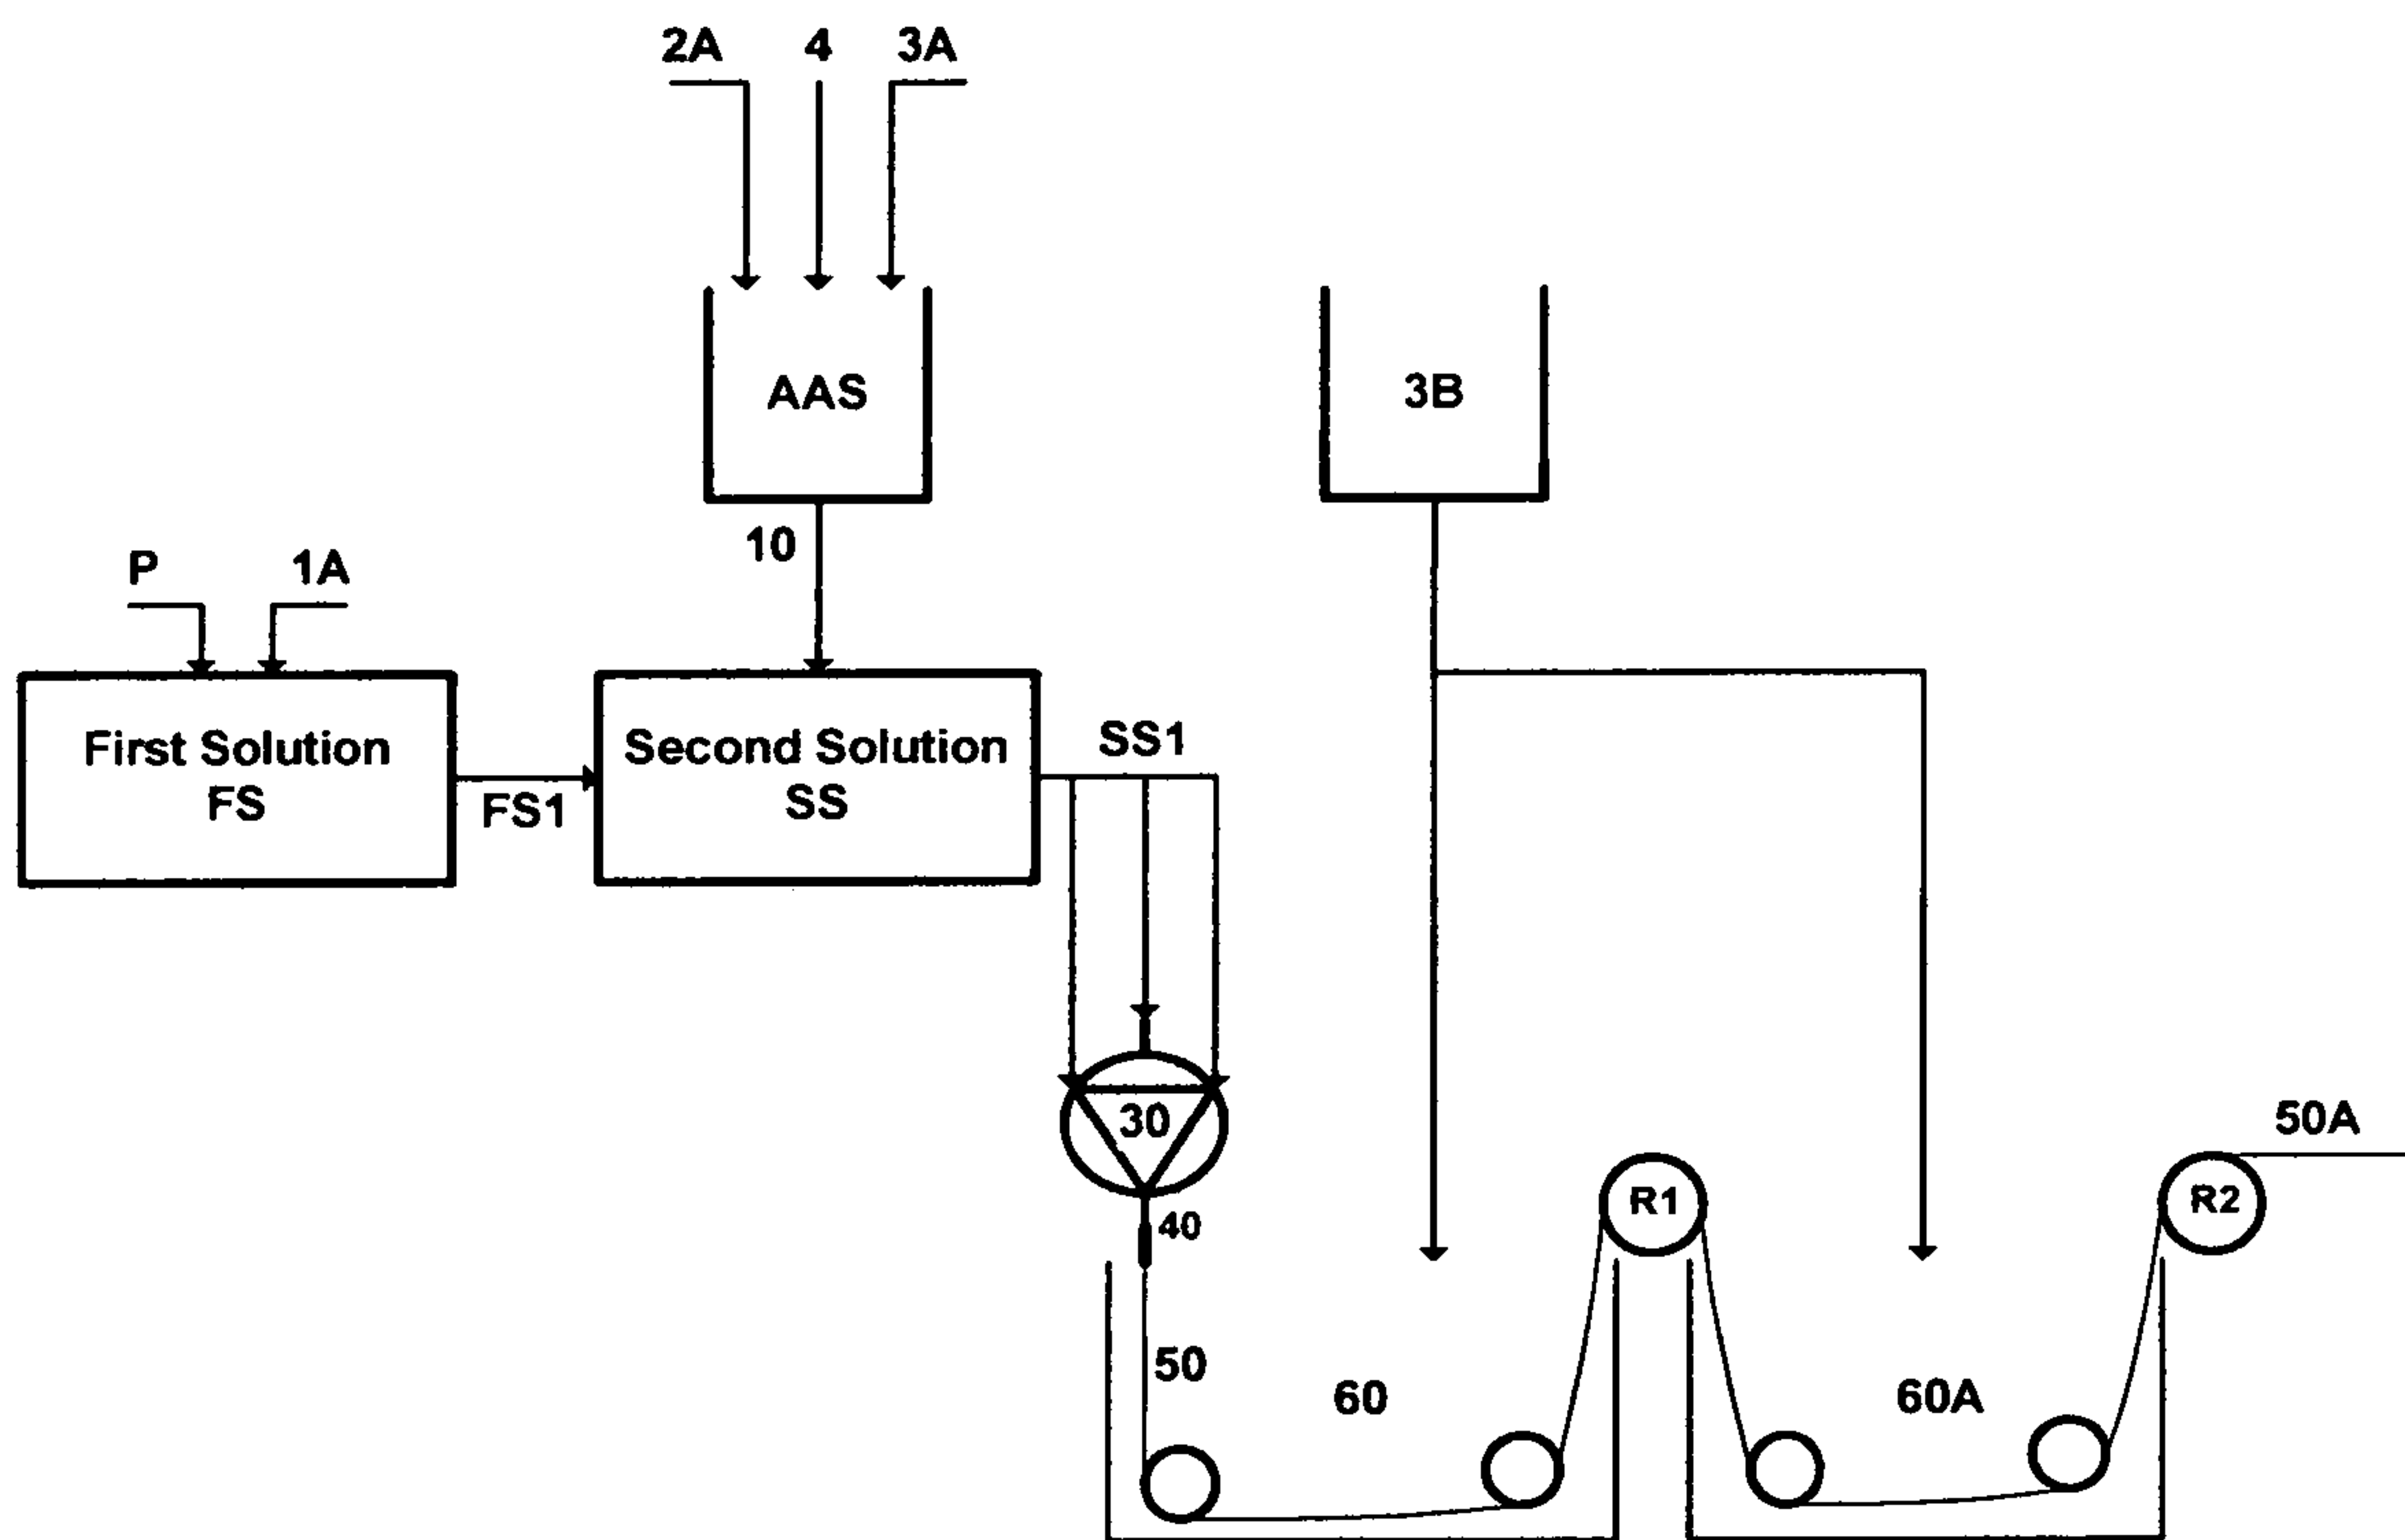 2A 4 3A
AAS
3B
10
P 1A
First Solution
FS
FS1
Second Solution
SS
SS1
30
40
50
60
R1
60A
R2
50A